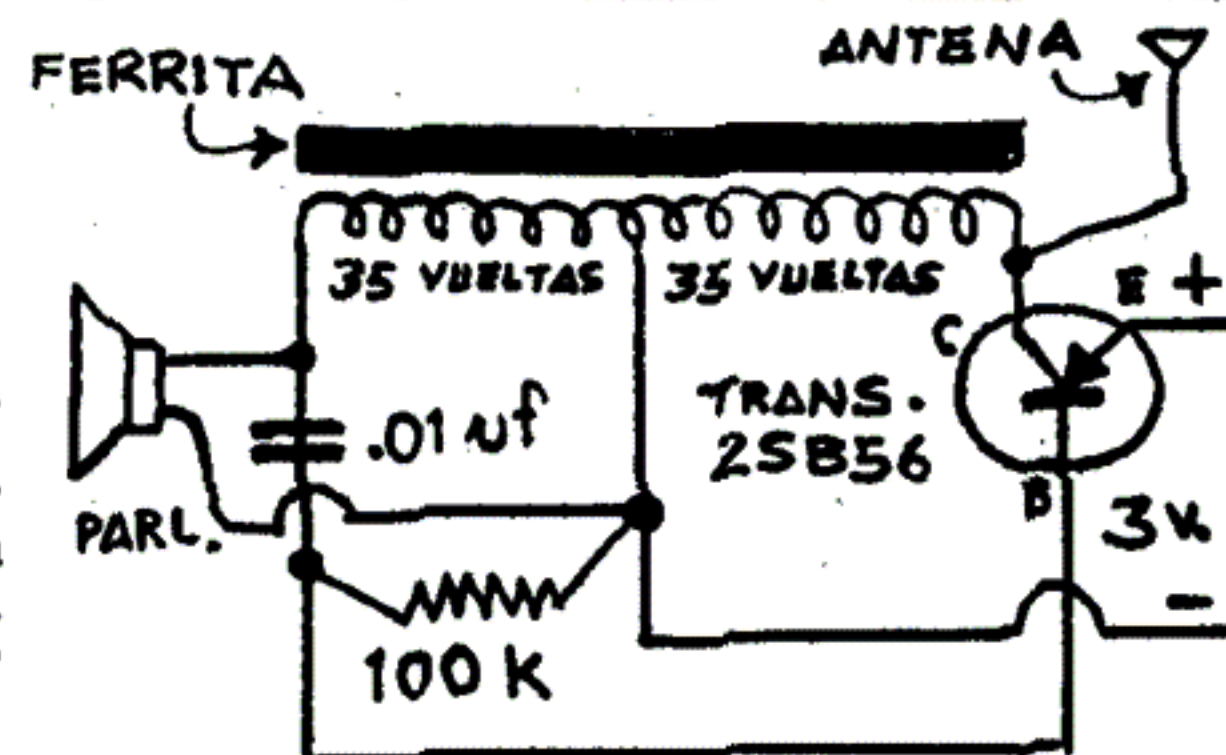 FERRITA
ANTENA
35 VUELTAS
35 VUELTAS
E +
C
TRANS.
2SB56
.01 uf
B
3V.
-
PARL.
100 K